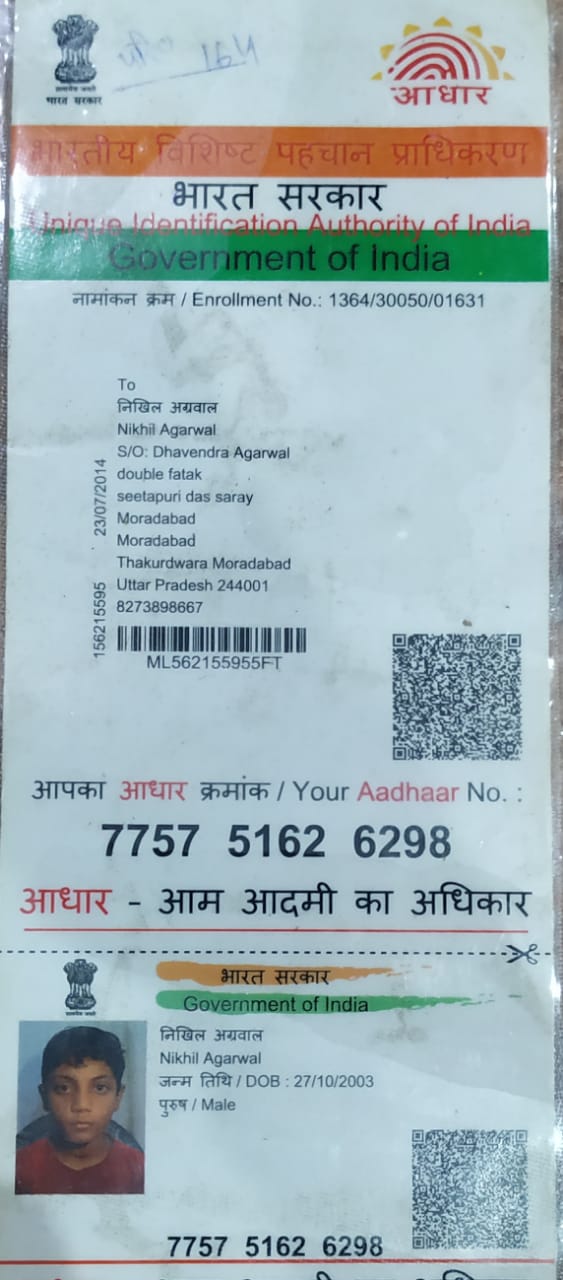 सत्यमेव जयते
भारत सरकार
आधार
भारतीय विशिष्ट पहचान प्राधिकरण
भारत सरकार
Unique Identification Authority of India
Government of India
नामांकन क्रम / Enrollment No.: 1364/30050/01631
To
निखिल अग्रवाल
Nikhil Agarwal
S/O: Dhavendra Agarwal
double fatak
seetapuri das saray
Moradabad
Moradabad
Thakurdwara Moradabad
Uttar Pradesh 244001
8273898667
23/07/2014
156215595
ML562155955FT
आपका आधार क्रमांक / Your Aadhaar No. :
7757 5162 6298
आधार - आम आदमी का अधिकार
भारत सरकार
Government of India
निखिल अग्रवाल
Nikhil Agarwal
जन्म तिथि / DOB : 27/10/2003
पुरुष / Male
7757 5162 6298